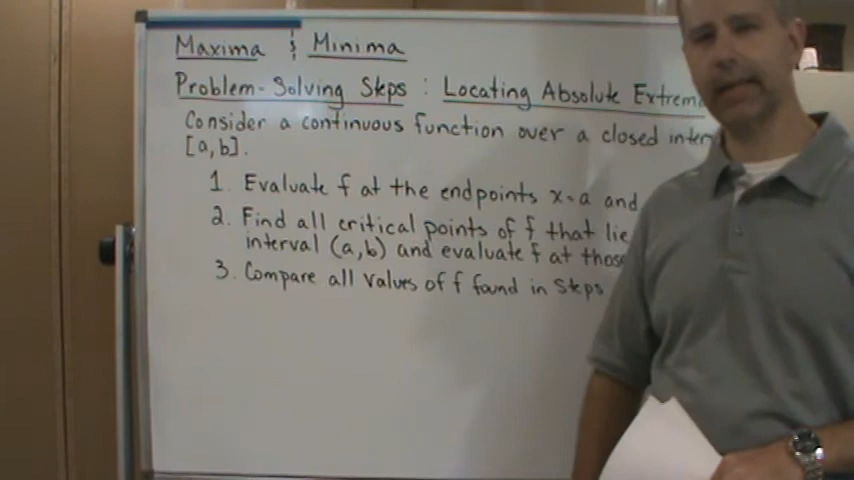 Maxima & Minima
Problem-Solving Steps : Locating Absolute Extrema
Consider a continuous function over a closed inter
[a,b].
1. Evaluate f at the endpoints x=a and
2. Find all critical points of f that lie
interval (a,b) and evaluate f at those
3. Compare all values of f found in Steps